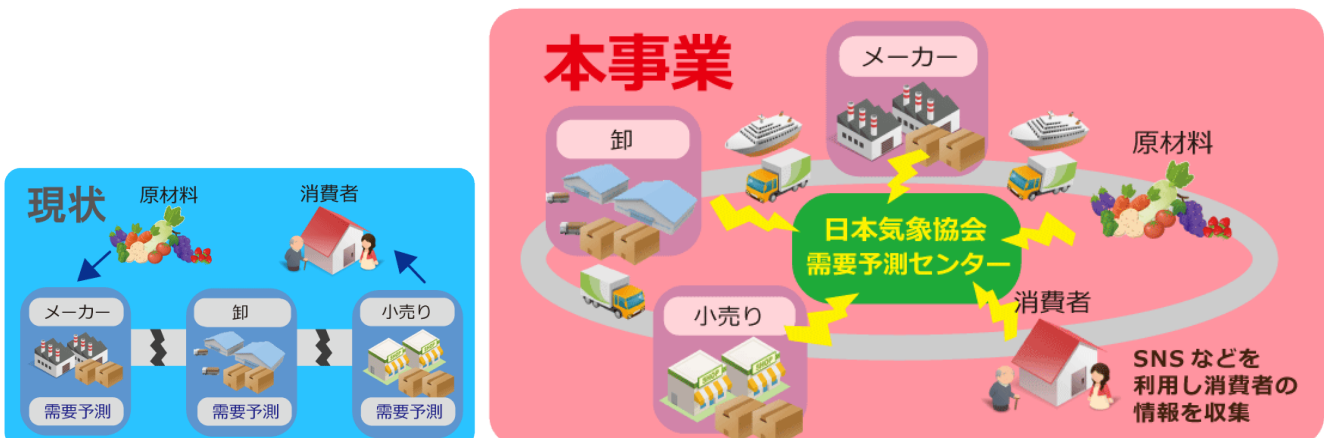 現状
原材料
消費者
メーカー
卸
小売り
需要予測
需要予測
需要予測
本事業
メーカー
卸
原材料
日本気象協会
需要予測センター
小売り
消費者
SNSなどを
利用し消費者の
情報を収集